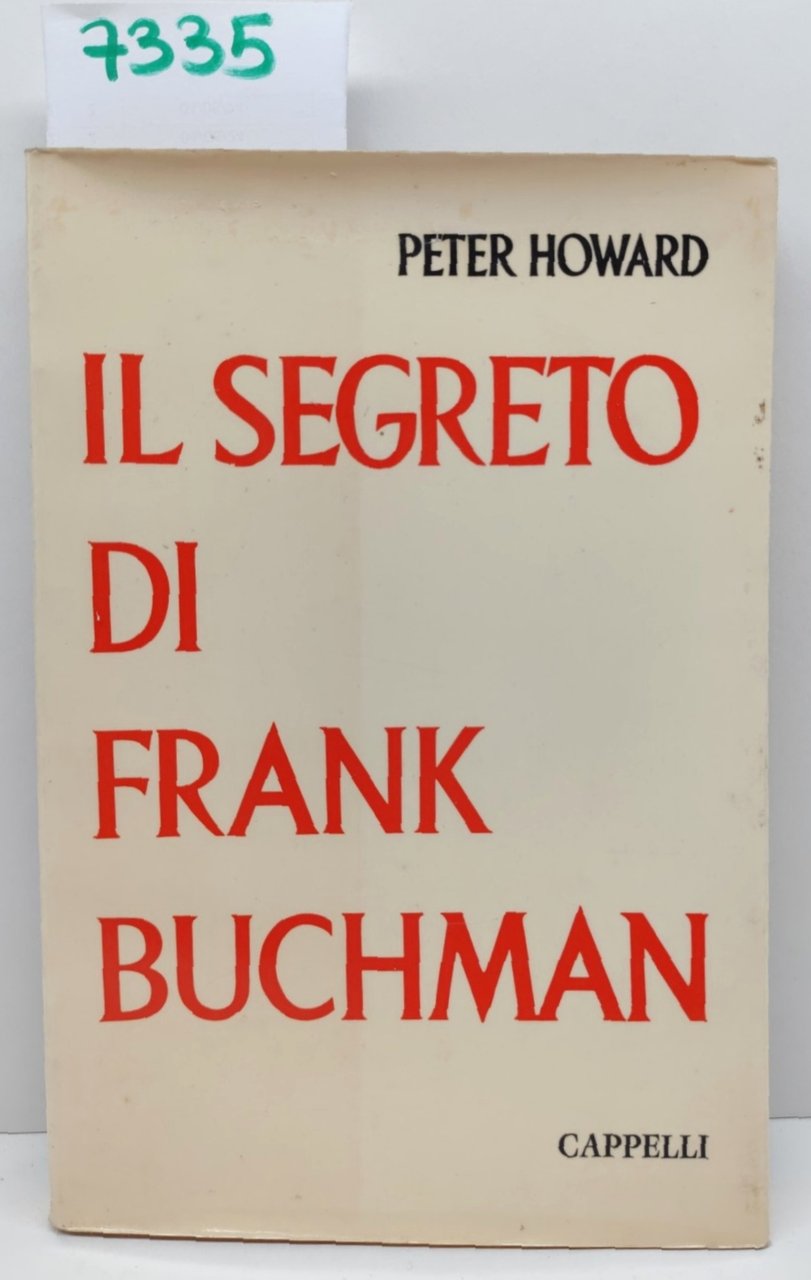 7335
PETER HOWARD
IL SEGRETO
DI
FRANK
BUCHMAN
CAPPELLI